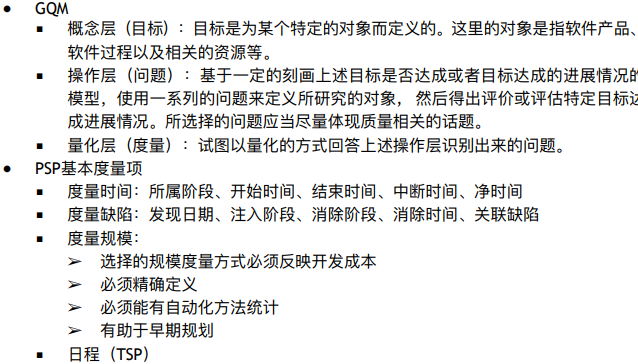 ● GQM
▪ 概念层（目标）：目标是为某个特定的对象而定义的。这里的对象是指软件产品、
软件过程以及相关的资源等。
▪ 操作层（问题）：基于一定的刻画上述目标是否达成或者目标达成的进展情况的
模型，使用一系列的问题来定义所研究的对象，然后得出评价或评估特定目标达
成进展情况。所选择的问题应当尽量体现质量相关的话题。
▪ 量化层（度量）：试图以量化的方式回答上述操作层识别出来的问题。
● PSP基本度量项
▪ 度量时间：所属阶段、开始时间、结束时间、中断时间、净时间
▪ 度量缺陷：发现日期、注入阶段、消除阶段、消除时间、关联缺陷
▪ 度量规模：
➢ 选择的规模度量方式必须反映开发成本
➢ 必须精确定义
➢ 必须能有自动化方法统计
➢ 有助于早期规划
▪ 日程（TSP）